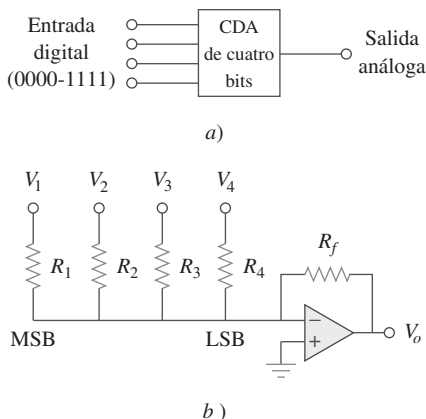 Entrada
digital
(0000-1111)
CDA
de cuatro
bits
Salida
análoga
a)
V1 V2 V3 V4
R1 R2 R3 R4 Rf
MSB LSB
−
+
Vo
b )